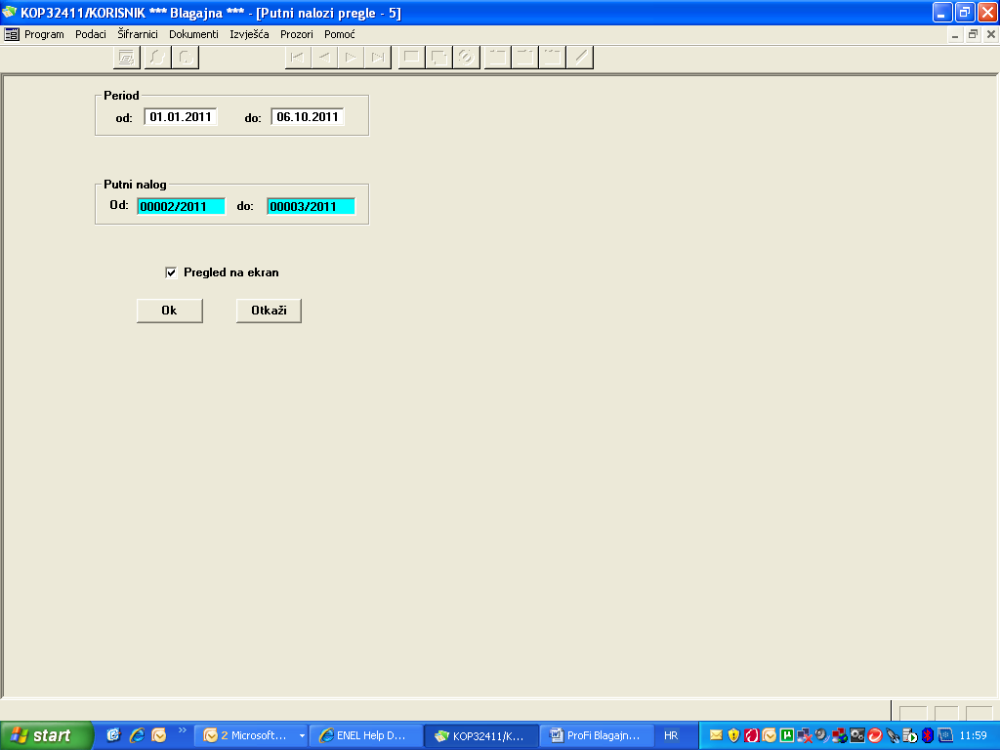 KOP32411/KORISNIK *** Blagajna *** - [Putni nalozi pregle - 5]
Program Podaci Šifrarnici Dokumenti Izvješća Prozori Pomoć
Period
od: 01.01.2011 do: 06.10.2011
Putni nalog
Od: 00002/2011 do: 00003/2011
Pregled na ekran
Ok Otkaži
start 2 Microsoft... ENEL Help D... KOP32411/K... ProFi Blagajn... HR 11:59